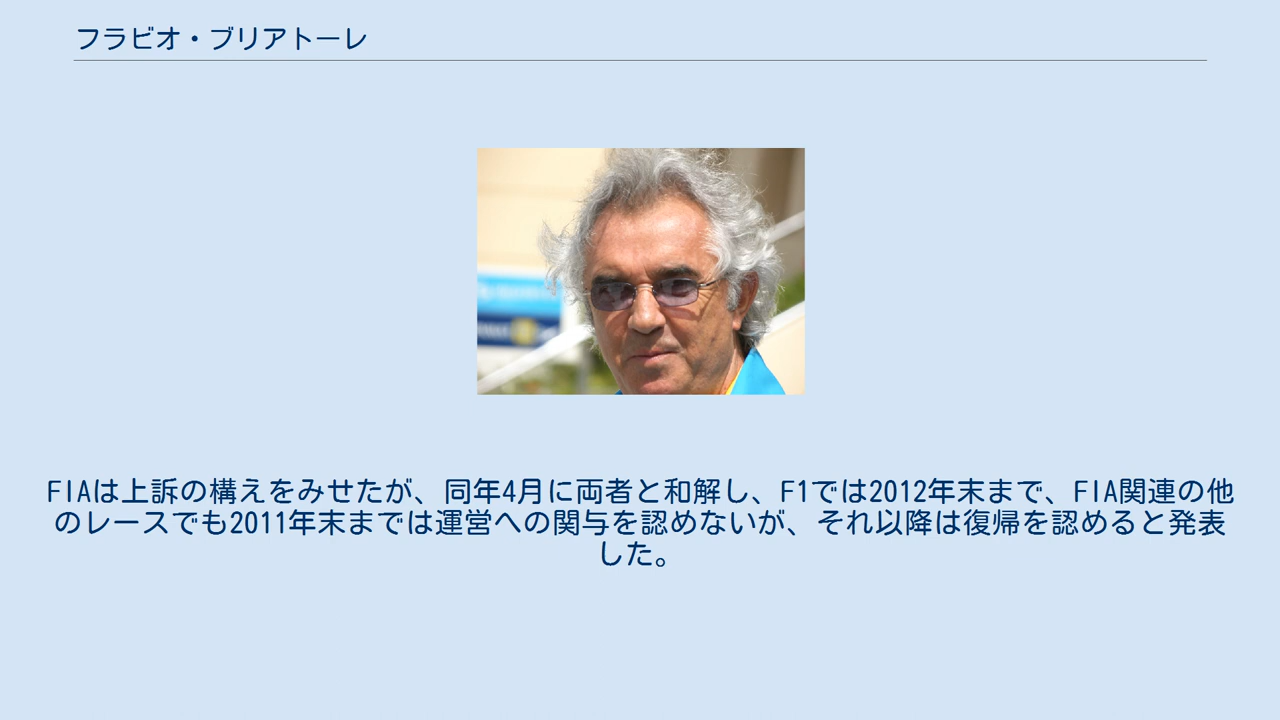 フラビオ・ブリアトーレ
FIAは上訴の構えをみせたが、同年4月に両者と和解し、F1では2012年末まで、FIA関連の他
のレースでも2011年末までは運営への関与を認めないが、それ以降は復帰を認めると発表
した。